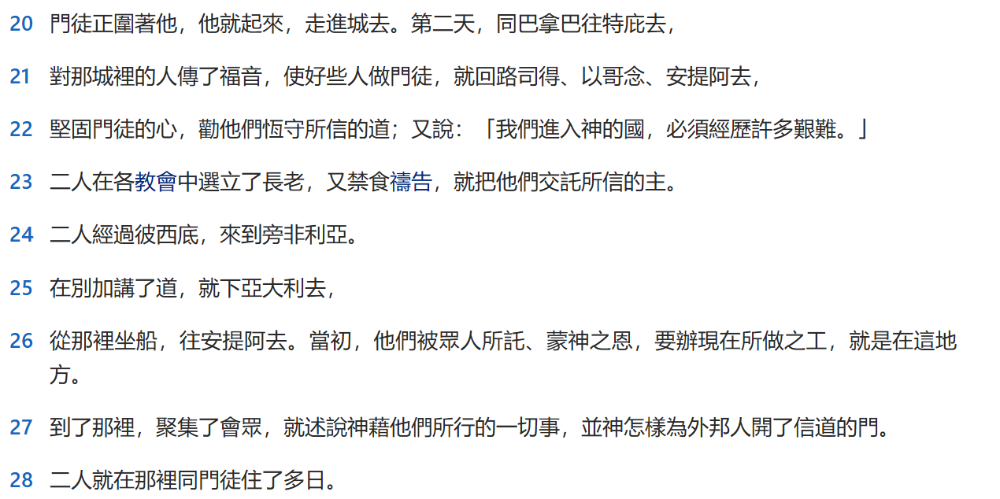 20 門徒正圍著他，他就起來，走進城去。第二天，同巴拿巴往特庇去，
21 對那城裡的人傳了福音，使好些人做門徒，就回路司得、以哥念、安提阿去，
22 堅固門徒的心，勸他們恆守所信的道；又說：「我們進入神的國，必須經歷許多艱難。」
23 二人在各教會中選立了長老，又禁食禱告，就把他們交託所信的主。
24 二人經過彼西底，來到旁非利亞。
25 在別加講了道，就下亞大利去，
26 從那裡坐船，往安提阿去。當初，他們被眾人所託、蒙神之恩，要辦現在所做之工，就是在這地
方。
27 到了那裡，聚集了會眾，就述說神藉他們所行的一切事，並神怎樣為外邦人開了信道的門。
28 二人就在那裡同門徒住了多日。